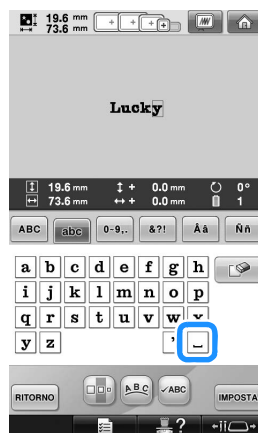 19.6 mm
73.6 mm
Lucky
19.6 mm 0.0 mm 0°
73.6 mm 0.0 mm 1
ABC abc 0-9,. &?! Åâ Ññ
a b c d e f g h
i j k l m n o p
q r s t u v w x
y z ' ⌴
RITORNO ABC ✓ABC IMPOSTA
?